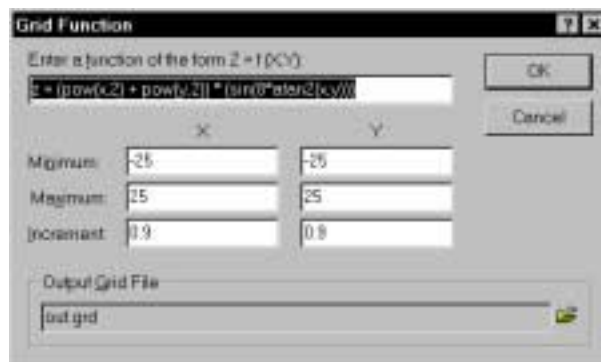 Grid Function
Enter a function of the form Z = f(X,Y):
z = (pow(x,2) + pow(y,2)) * (sin(8*atan2(x,y)))
OK
Cancel
X Y
Minimum: -25 -25
Maximum: 25 25
Increment: 0.9 0.9
Output Grid File
out.grd